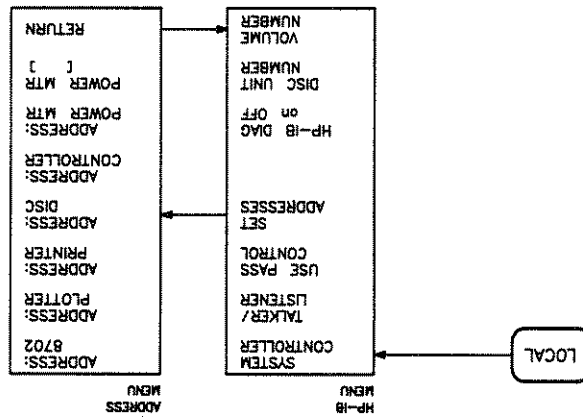 LOCAL
HP-IB
MENU
SYSTEM
CONTROLLER
TALKER/
LISTENER
USE PASS
CONTROL
SET
ADDRESSES
HP-IB DIAG
on OFF
DISC UNIT
NUMBER
VOLUME
NUMBER
ADDRESS
MENU
ADDRESS:
8702
ADDRESS:
PLOTTER
ADDRESS:
PRINTER
ADDRESS:
DISC
ADDRESS:
CONTROLLER
ADDRESS:
POWER MTR
POWER MTR
[ ]
RETURN